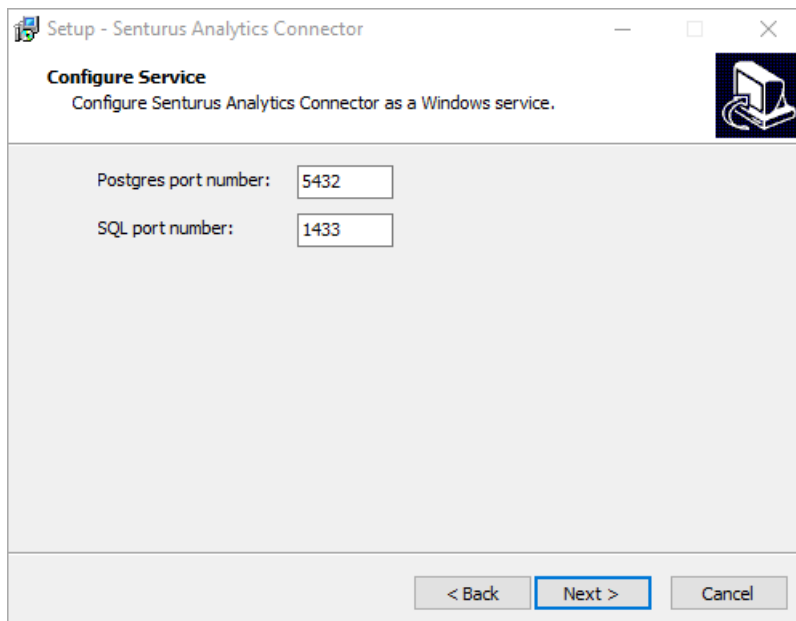 Setup - Senturus Analytics Connector
Configure Service
Configure Senturus Analytics Connector as a Windows service.
Postgres port number: 5432
SQL port number: 1433
< Back Next > Cancel